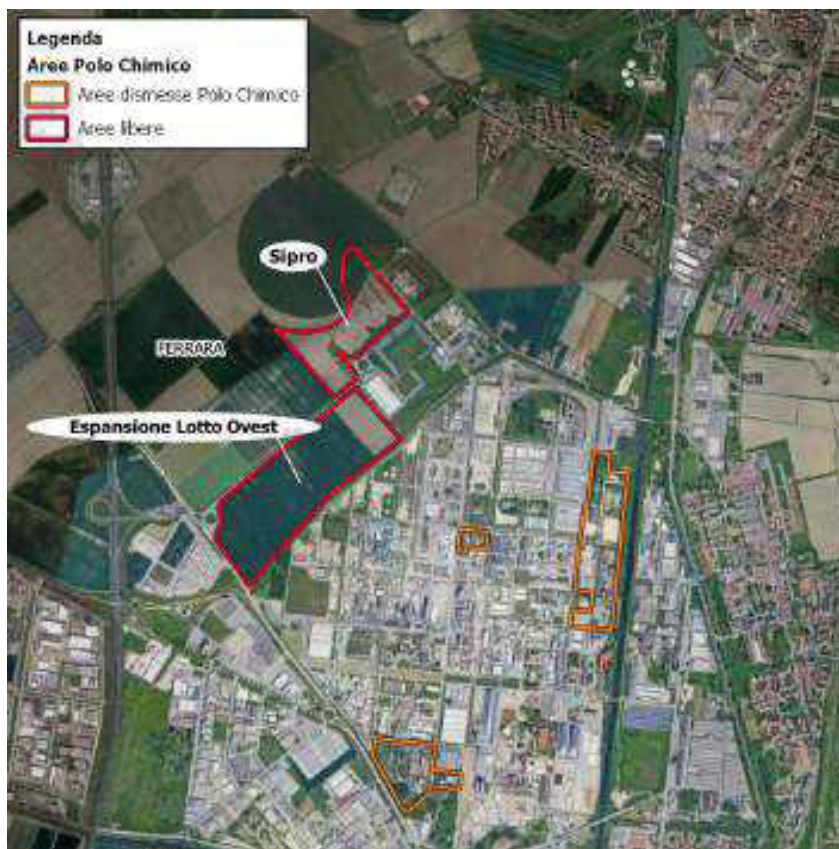 Legenda
Aree Polo Chimico
Aree dismesse Polo Chimico
Aree libere
Sipro
FERRARA
Espansione Lotto Ovest